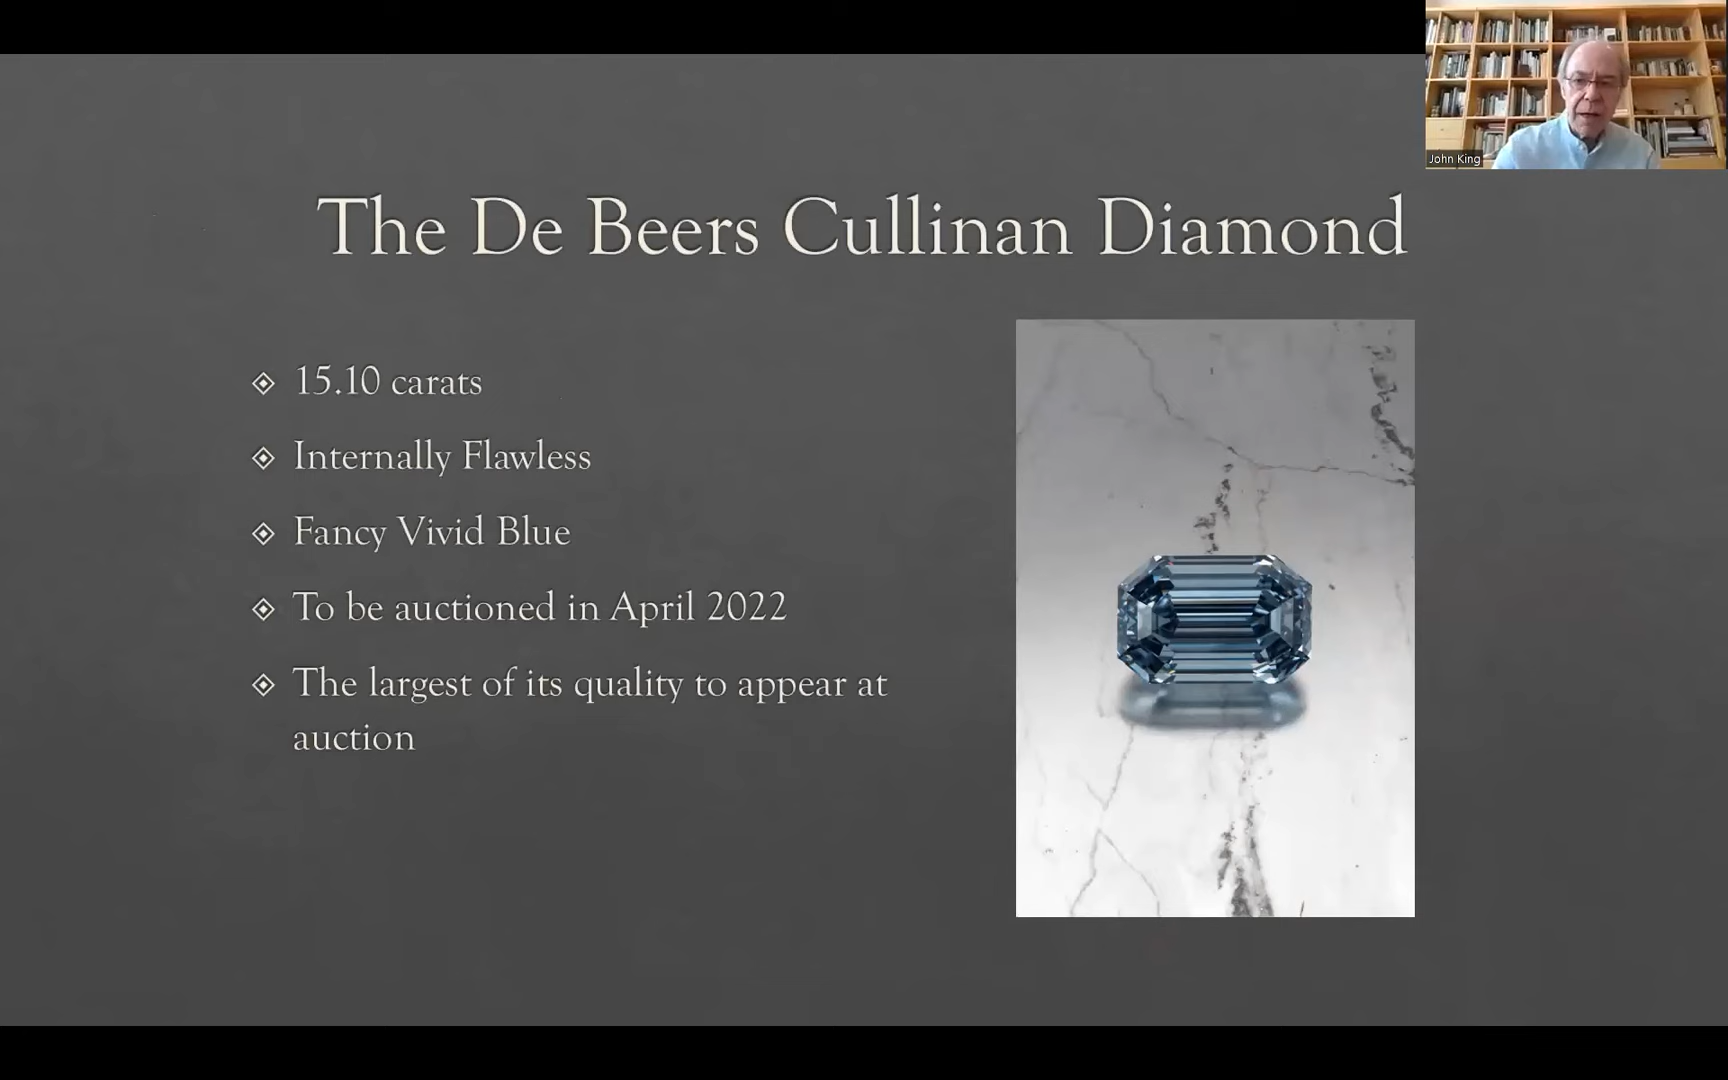 John King
The De Beers Cullinan Diamond
15.10 carats
Internally Flawless
Fancy Vivid Blue
To be auctioned in April 2022
The largest of its quality to appear at
auction